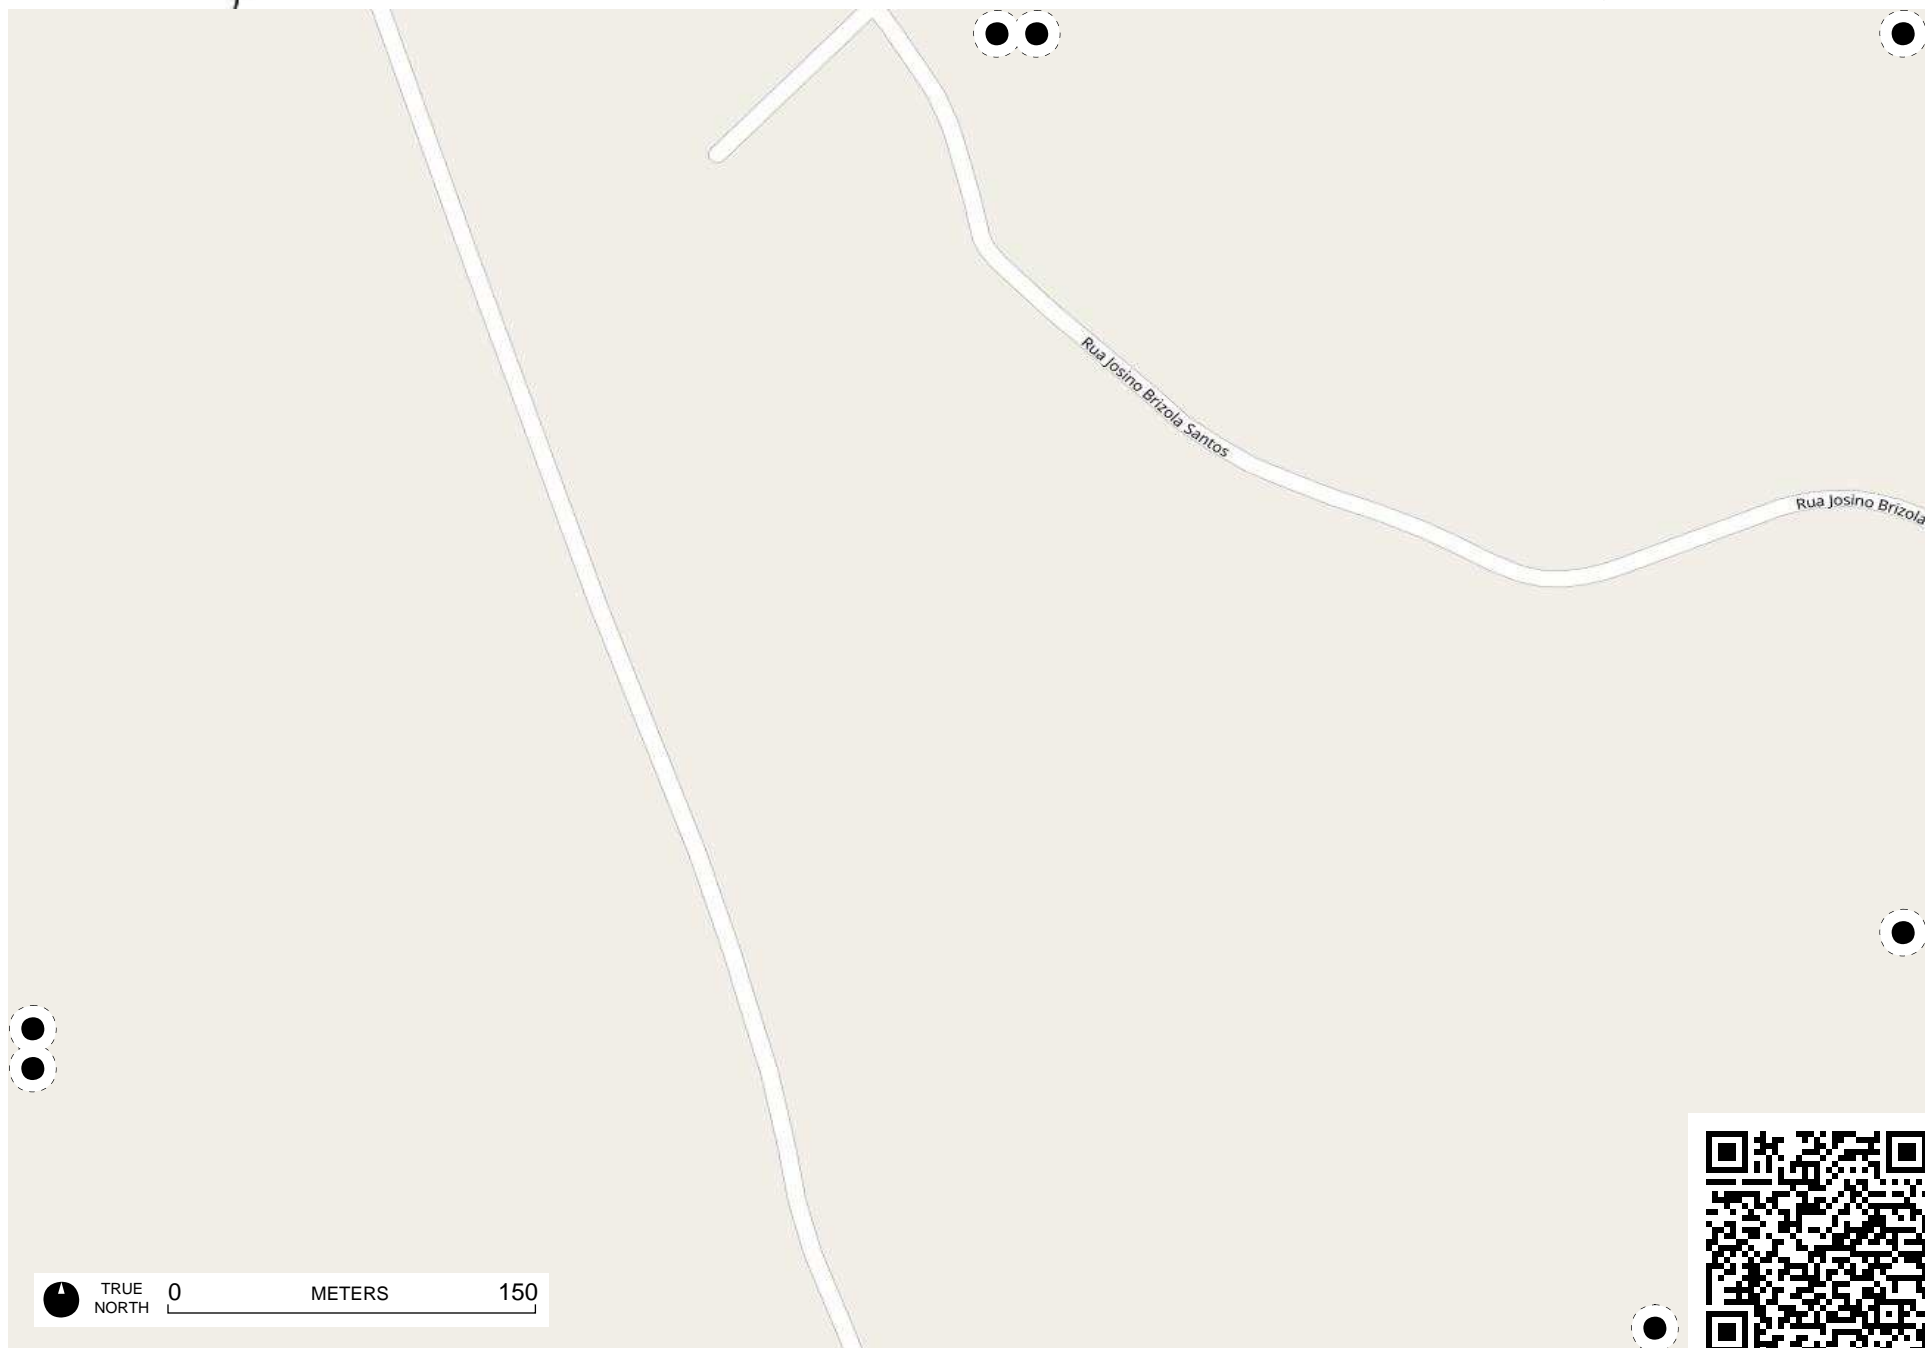 Rua Josino Brizola Santos
Rua Josino Brizola
TRUE
NORTH
0 METERS 150